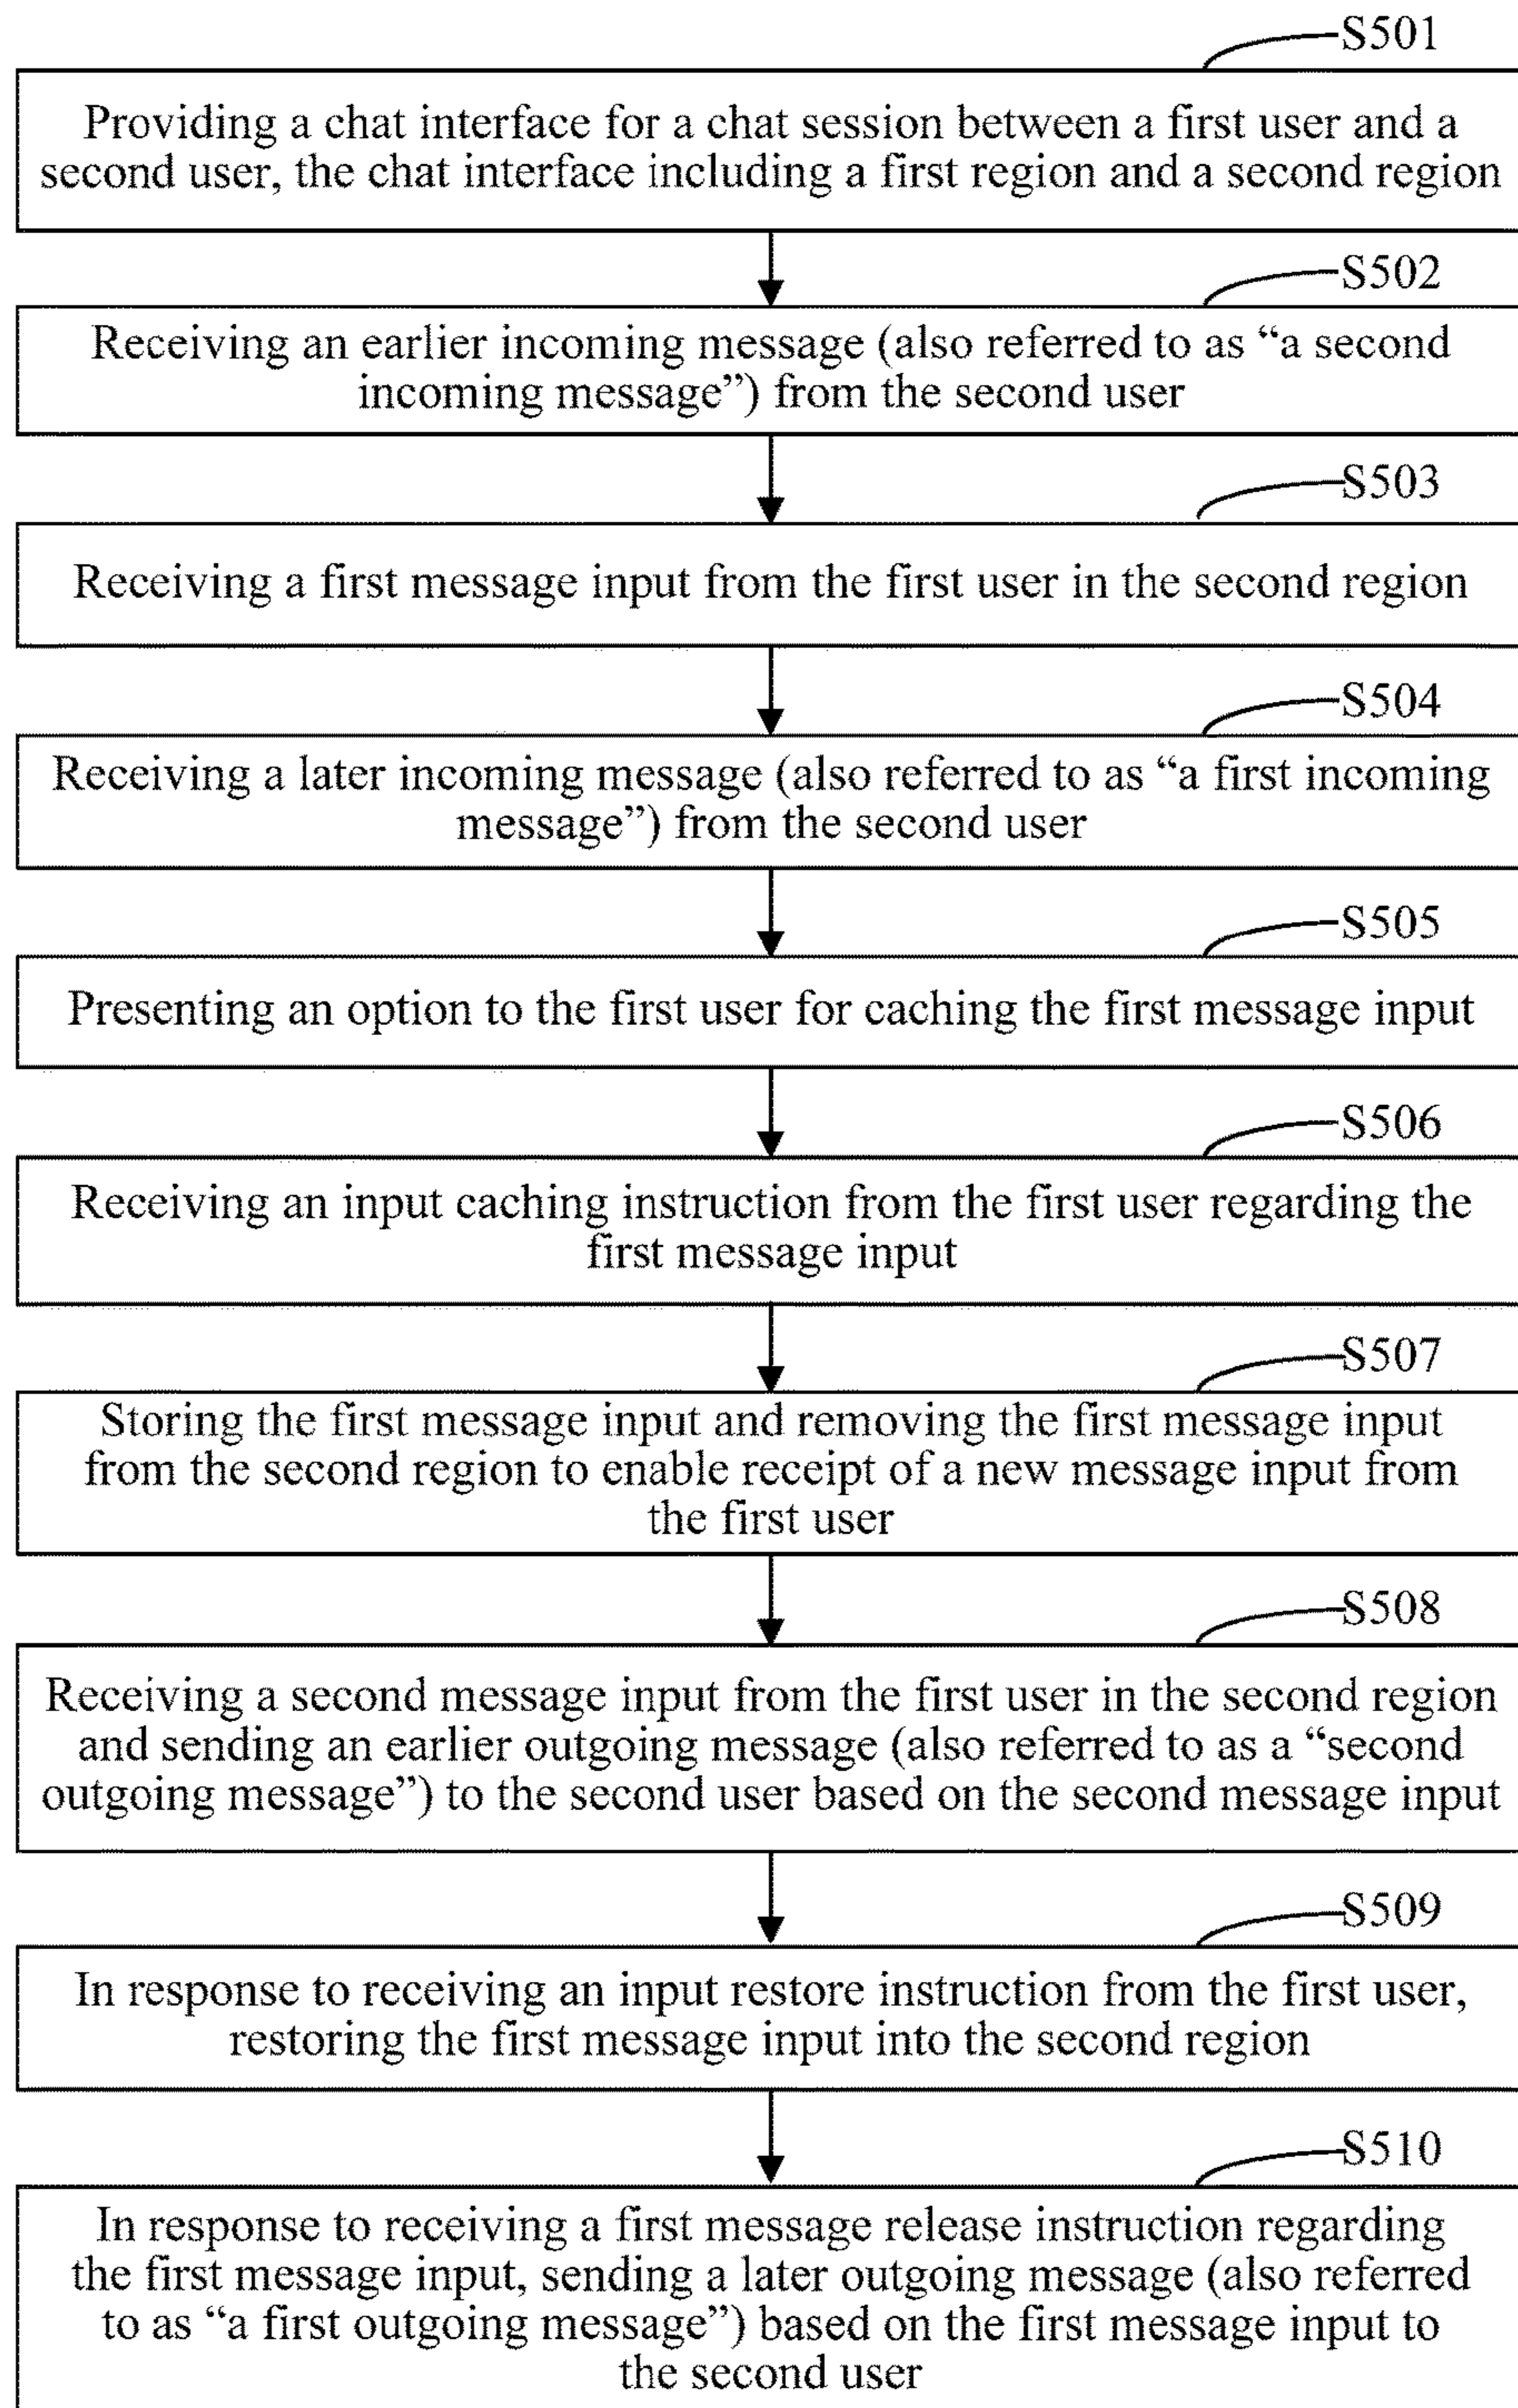 S501
Providing a chat interface for a chat session between a first user and a
second user, the chat interface including a first region and a second region
S502
Receiving an earlier incoming message (also referred to as “a second
incoming message”) from the second user
S503
Receiving a first message input from the first user in the second region
S504
Receiving a later incoming message (also referred to as “a first incoming
message”) from the second user
S505
Presenting an option to the first user for caching the first message input
S506
Receiving an input caching instruction from the first user regarding the
first message input
S507
Storing the first message input and removing the first message input
from the second region to enable receipt of a new message input from
the first user
S508
Receiving a second message input from the first user in the second region
and sending an earlier outgoing message (also referred to as a “second
outgoing message”) to the second user based on the second message input
S509
In response to receiving an input restore instruction from the first user,
restoring the first message input into the second region
S510
In response to receiving a first message release instruction regarding
the first message input, sending a later outgoing message (also referred
to as “a first outgoing message”) based on the first message input to
the second user